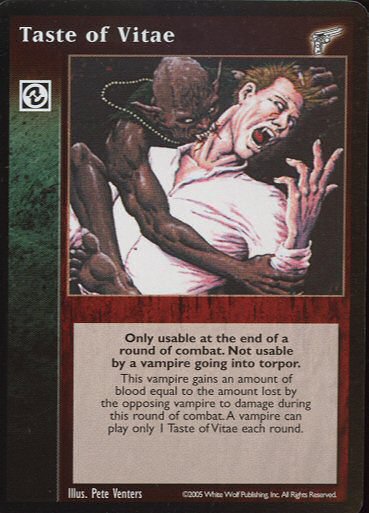 Taste of Vitae
Only usable at the end of a
round of combat. Not usable
by a vampire going into torpor.
This vampire gains an amount of
blood equal to the amount lost by
the opposing vampire to damage during
this round of combat. A vampire can
play only 1 Taste of Vitae each round.
Illus. Pete Venters ©2005 White Wolf Publishing, Inc. All Rights Reserved.